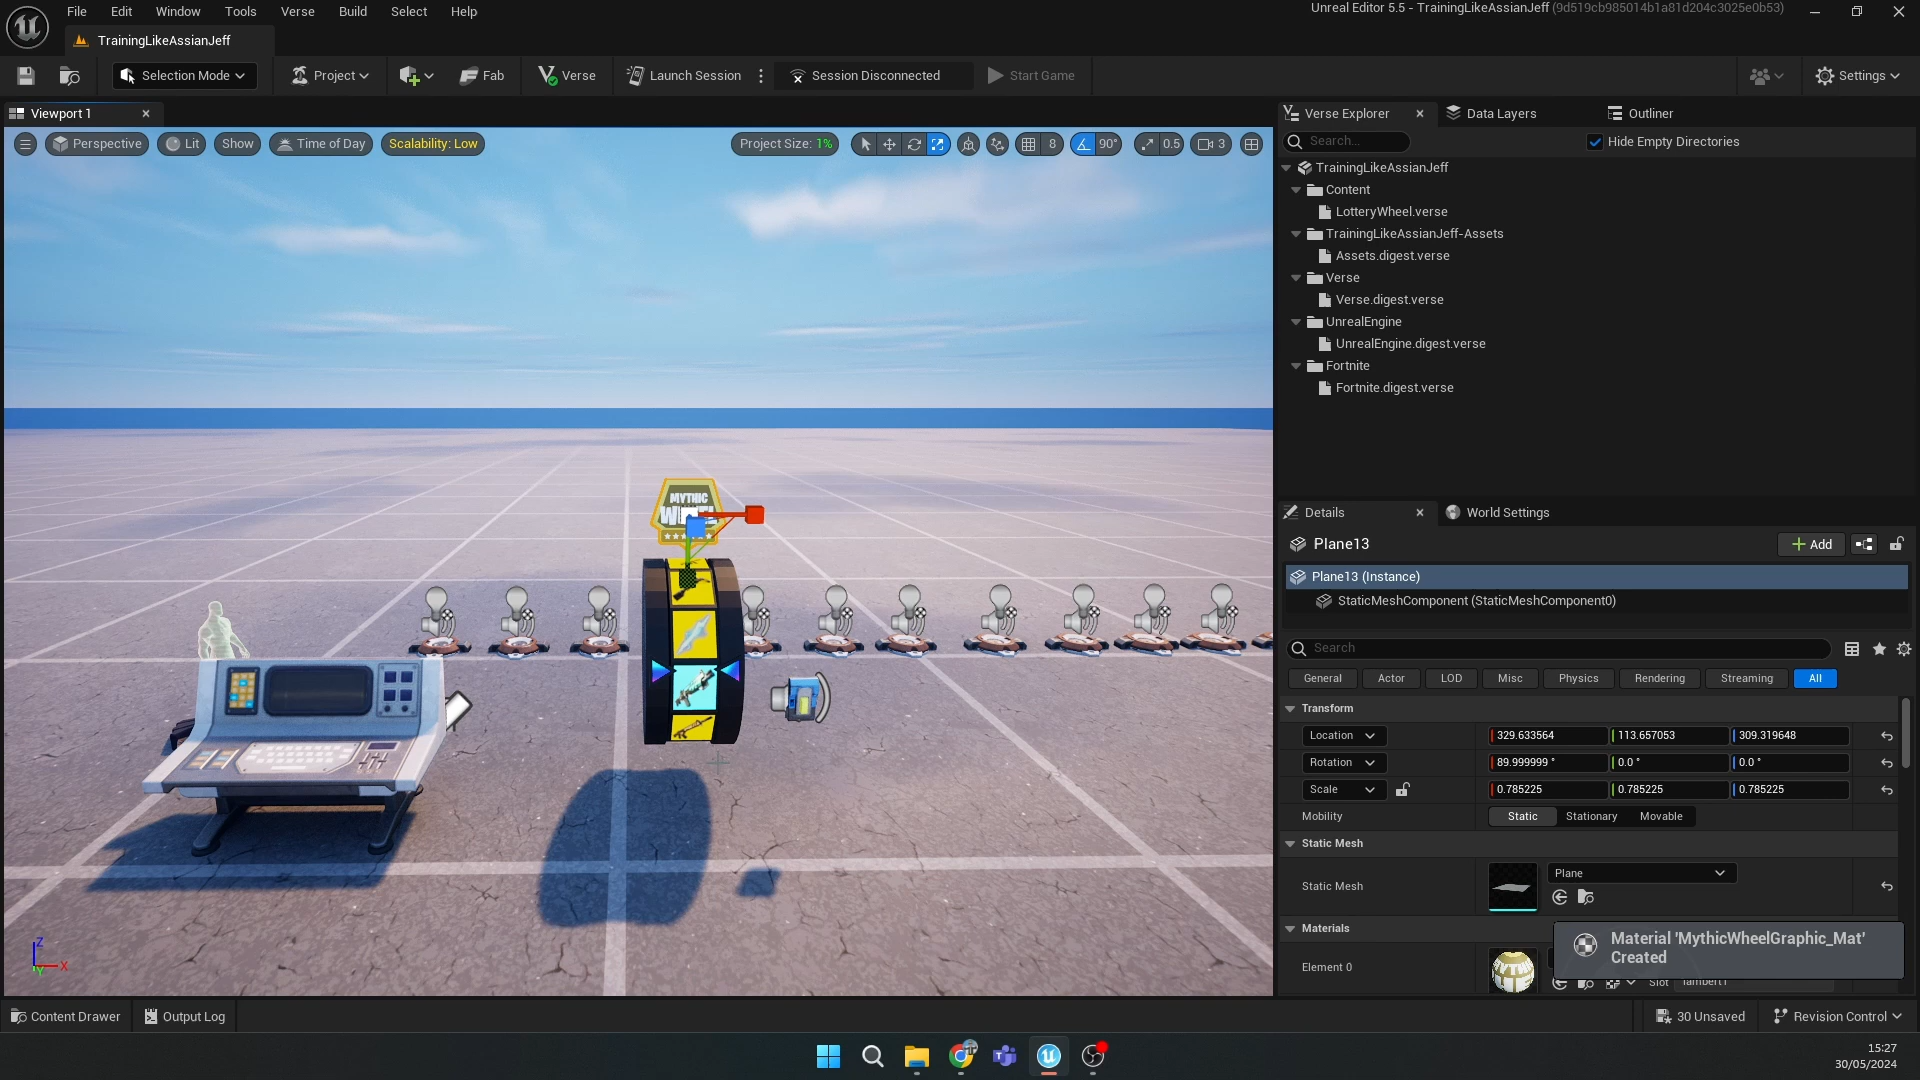 File Edit Window Tools Verse Build Select Help
Unreal Editor 5.5 - TrainingLikeAssianJeff (9d519cb985014b1a81d204c3025e0b53)
TrainingLikeAssianJeff
Selection Mode
Project
Fab
Verse
Launch Session
Session Disconnected
Start Game
Settings
Viewport 1
Perspective
Lit
Show
Time of Day
Scalability: Low
Project Size: 1%
8
90°
0.5
3
MYTHIC
Verse Explorer
Data Layers
Outliner
Search...
Hide Empty Directories
TrainingLikeAssianJeff
Content
LotteryWheel.verse
TrainingLikeAssianJeff-Assets
Assets.digest.verse
Verse
Verse.digest.verse
UnrealEngine
UnrealEngine.digest.verse
Fortnite
Fortnite.digest.verse
Details
World Settings
Plane13
Add
Plane13 (Instance)
StaticMeshComponent (StaticMeshComponent0)
Search
General Actor LOD Misc Physics Rendering Streaming All
Transform
Location 329.633564 113.657053 309.319648
Rotation 89.999999 ° 0.0 ° 0.0 °
Scale 0.785225 0.785225 0.785225
Mobility Static Stationary Movable
Static Mesh
Static Mesh Plane
Materials
Element 0
Slot lambert1
Material 'MythicWheelGraphic_Mat'
Created
Z
X
Y
Content Drawer
Output Log
30 Unsaved
Revision Control
15:27
30/05/2024